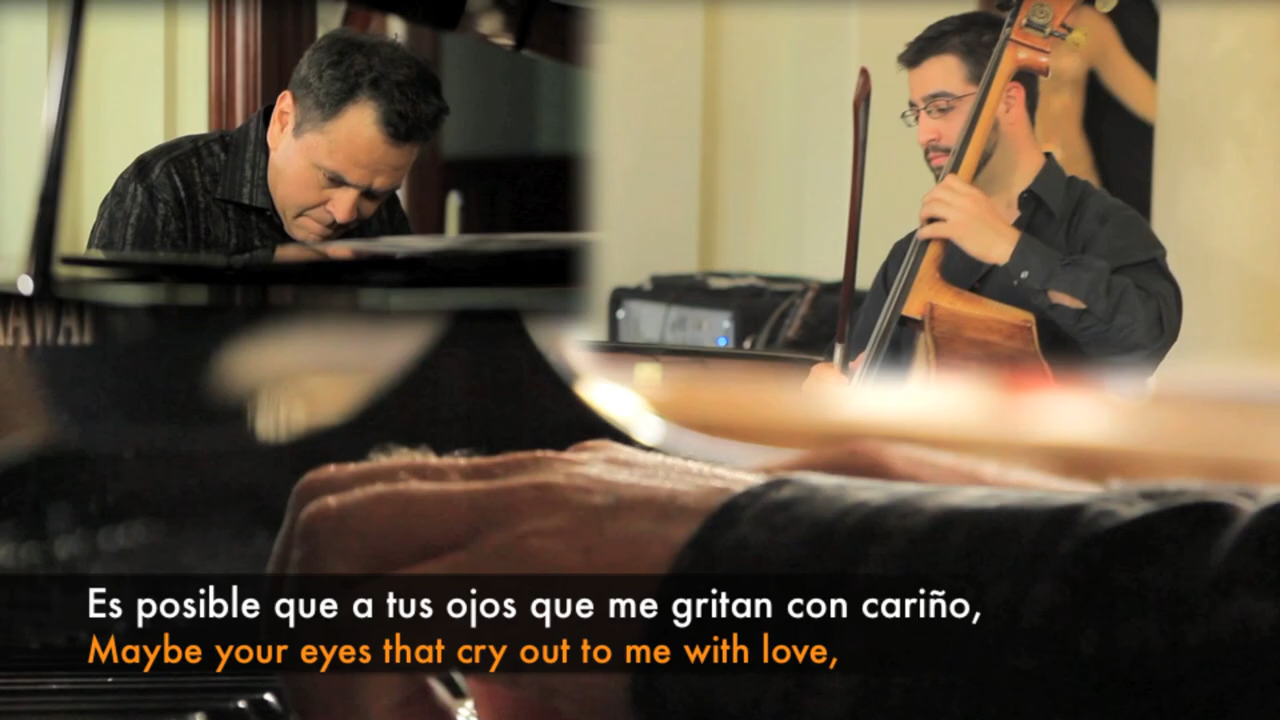 KAWAI
Es posible que a tus ojos que me gritan con cariño,
Maybe your eyes that cry out to me with love,